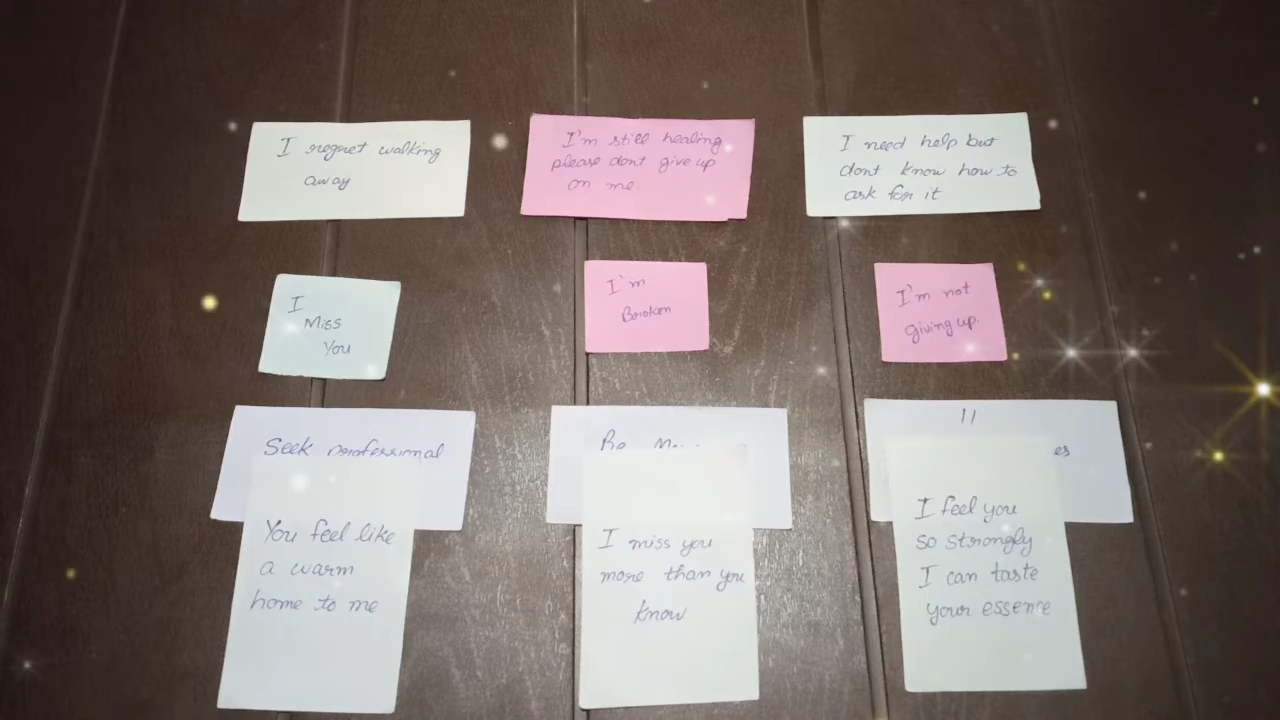 I regret walking
away
I'm still healing
please dont give up
on me.
I need help but
dont know how to
ask for it
I
Miss
You
I'm
Broken
I'm not
giving up.
Seek professional
You feel like
a warm
home to me
Be
I miss you
more than you
know
I feel you
so strongly
I can taste
your essence